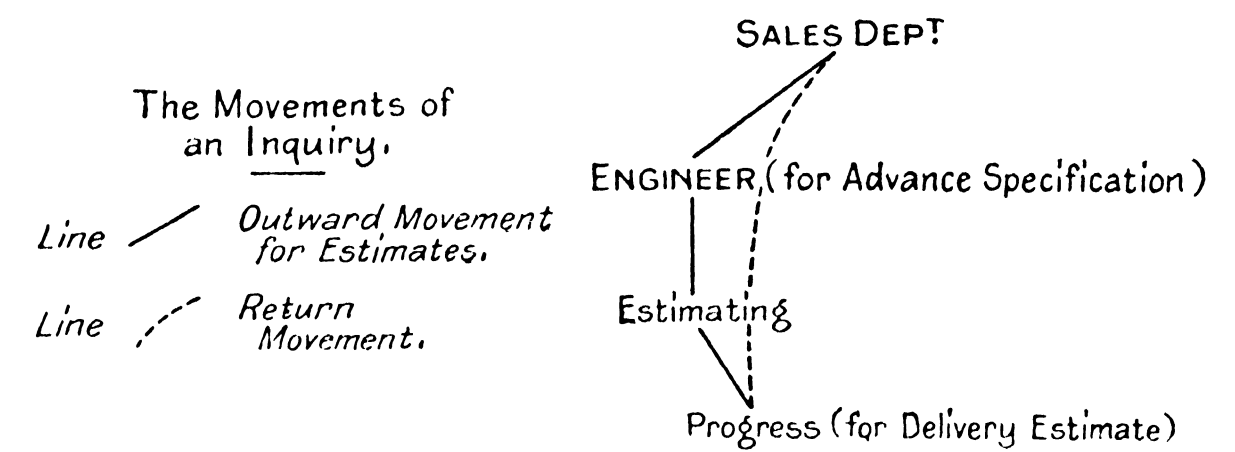 The Movements of
an Inquiry.
Line
Outward Movement
for Estimates.
Line
Return
Movement.
SALES DEPT
ENGINEER, (for Advance Specification)
Estimating
Progress (for Delivery Estimate)